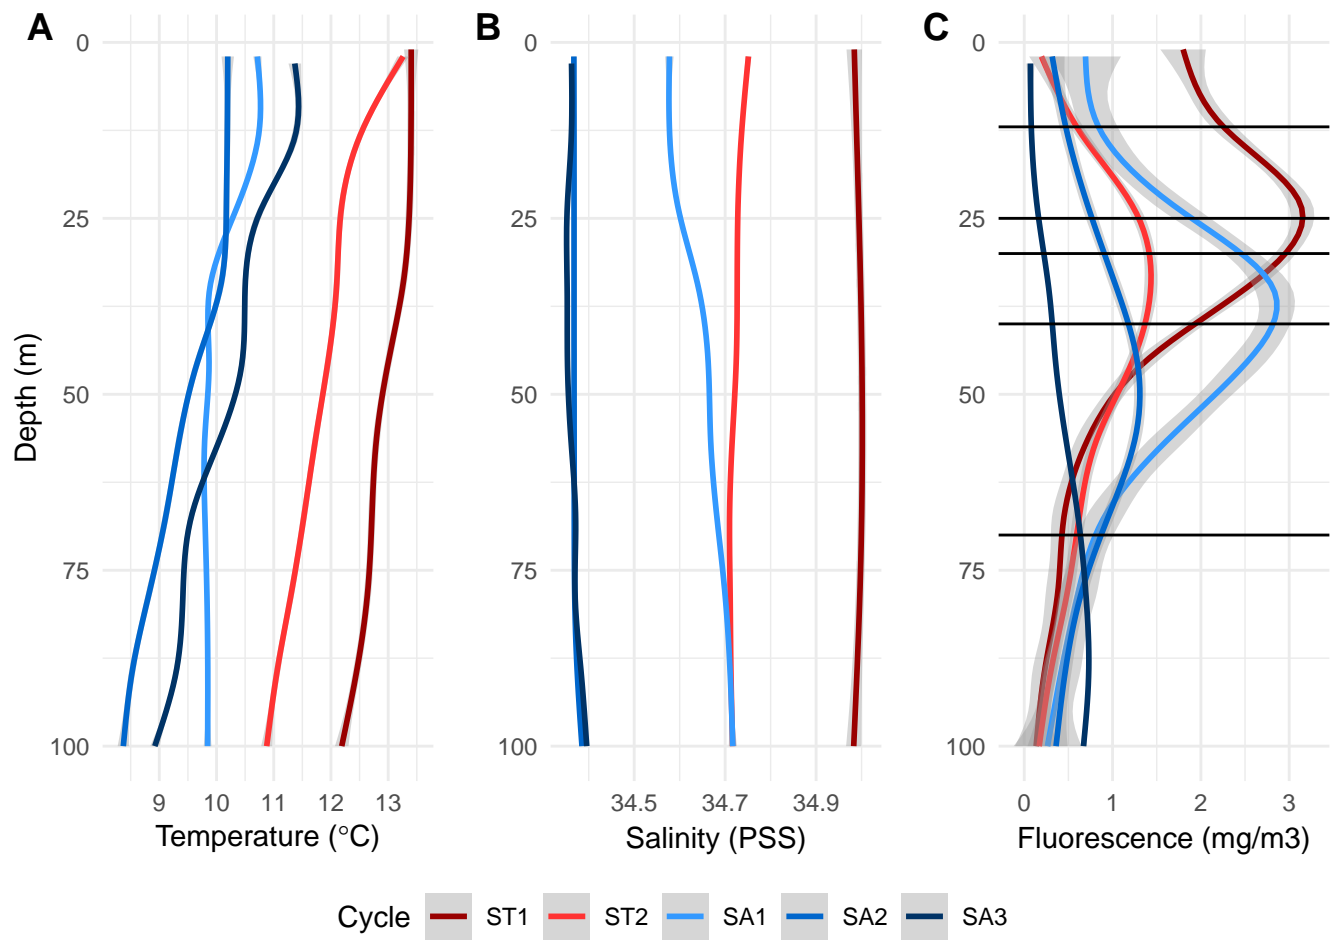 A
B
C
Depth (m)
0
25
50
75
100
9 10 11 12 13
Temperature (°C)
0
25
50
75
100
34.5 34.7 34.9
Salinity (PSS)
0
25
50
75
100
0 1 2 3
Fluorescence (mg/m3)
Cycle ST1 ST2 SA1 SA2 SA3